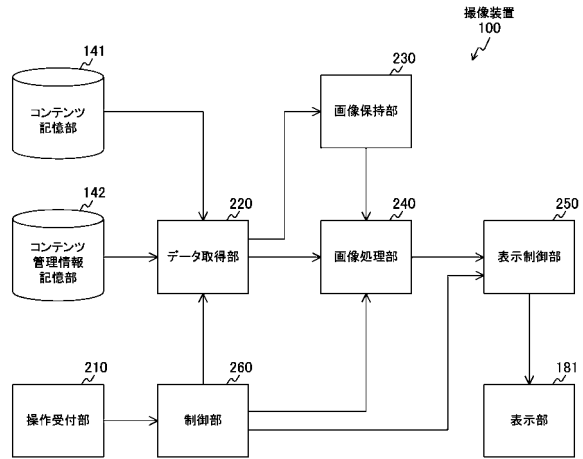 撮像装置
100
141
コンテンツ
記憶部
230
画像保持部
142
コンテンツ
管理情報
記憶部
220
データ取得部
240
画像処理部
250
表示制御部
210
操作受付部
260
制御部
181
表示部